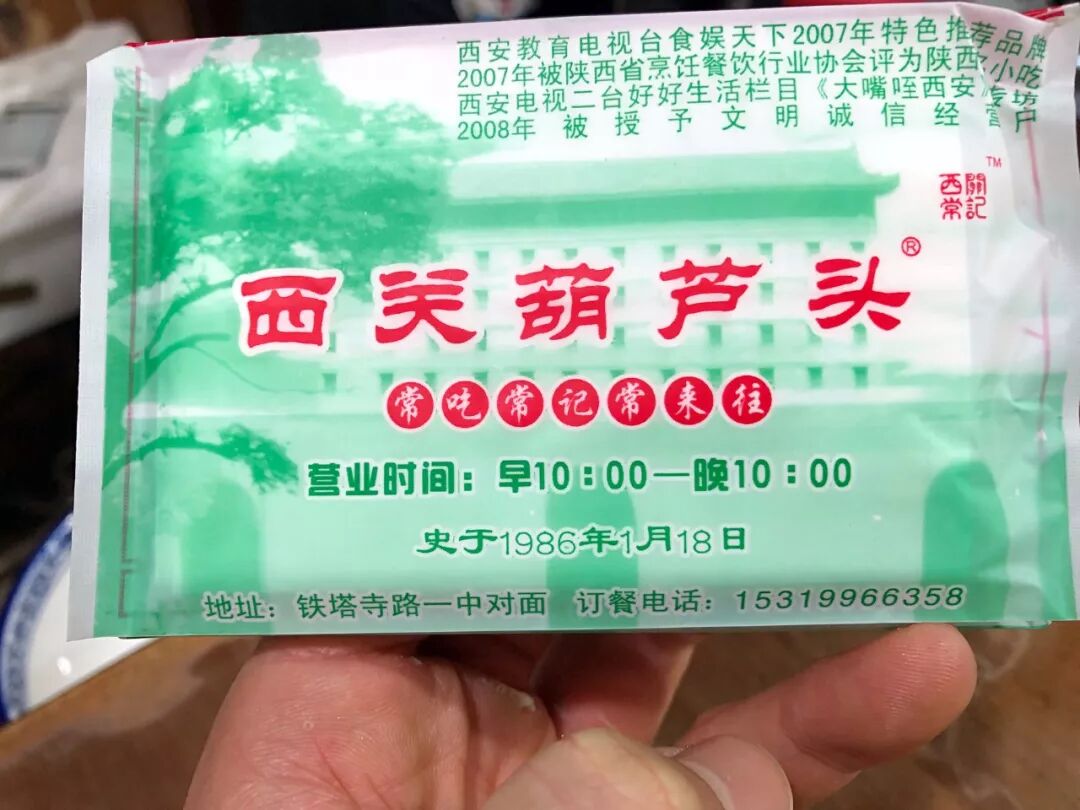 西安教育电视台食娱天下2007年特色推荐品牌
2007年被陕西省烹饪餐饮行业协会评为陕西小吃
西安电视二台好好生活栏目《大嘴咥西安》专访
2008年被授予文明诚信经营户
西常 關記 TM
西关葫芦头®
常吃常记常来往
营业时间：早10：00—晚10：00
史于1986年1月18日
地址：铁塔寺路一中对面 订餐电话：15319966358